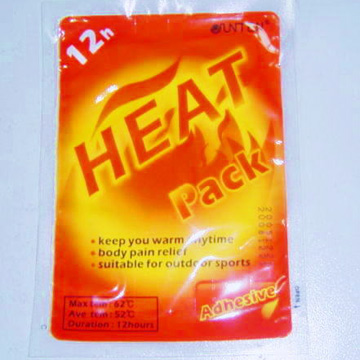 12h
HEAT
Pack
• keep you warm anytime
• body pain relief
• suitable for outdoor sports
Adhesive
Max tem: 62℃
Ave tem: 52℃
Duration: 12hours